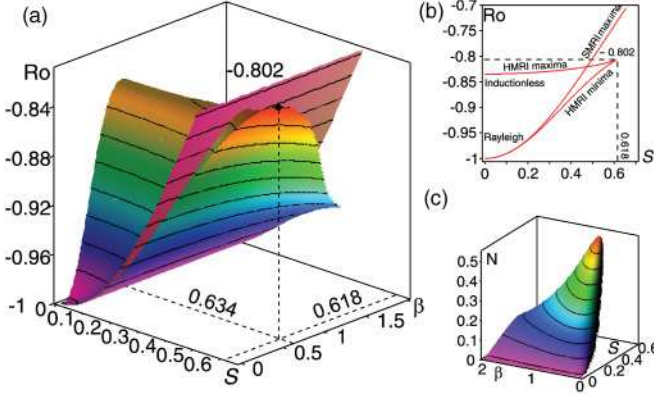 (a)
Ro
-0.84
-0.88
-0.92
-0.96
-1
-0.802
0.634
0.618
0 0.1 0.2 0.3 0.4 0.5 0.6 S
0 0.5 1 1.5 β
(b)
Ro
-0.7
-0.75
-0.8
-0.85
-0.9
-0.95
-1
SMRI maxima
- 0.802
HMRI maxima
Inductionless
HMRI minima
Rayleigh
0.618
0 0.2 0.4 0.6 S
(c)
N
0.5
0.4
0.3
0.2
0.1
0
2 β 1 0
0 0.2 0.4 0.6
S